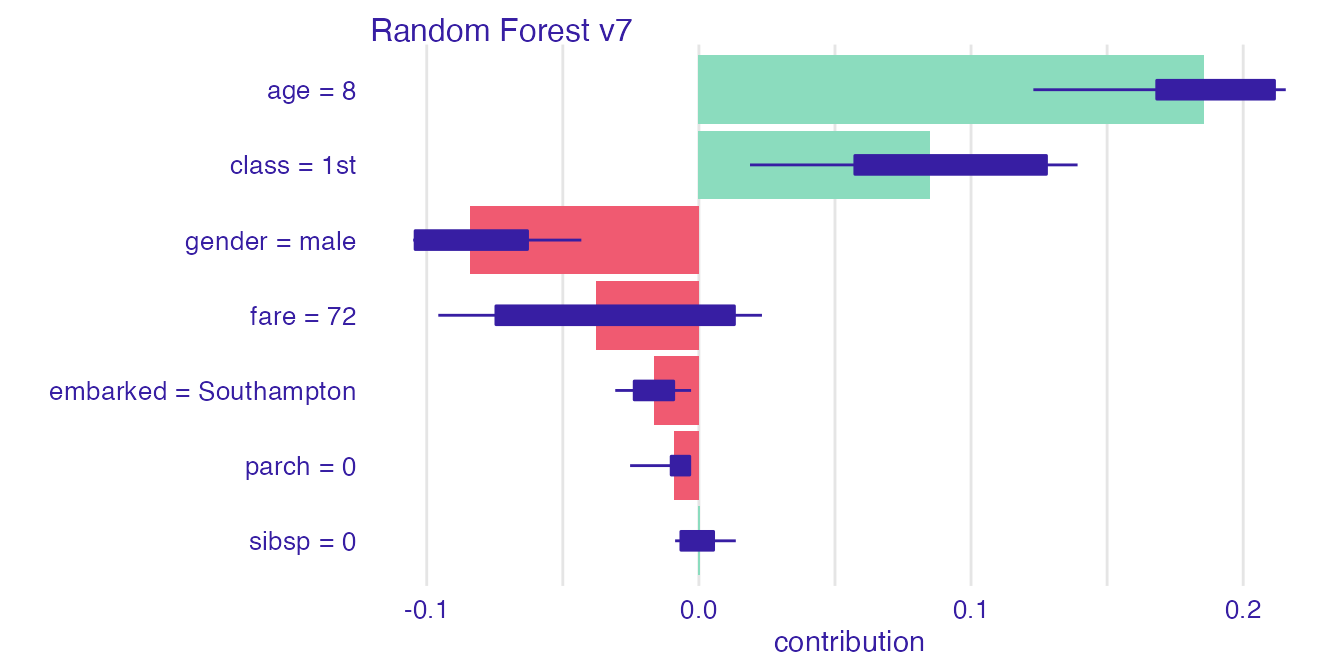 Random Forest v7
age = 8
class = 1st
gender = male
fare = 72
embarked = Southampton
parch = 0
sibsp = 0
-0.1 0.0 0.1 0.2
contribution